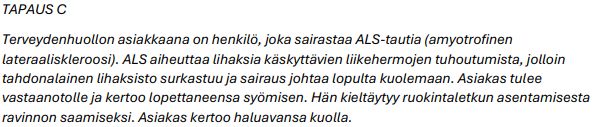 TAPAUS C
Terveydenhuollon asiakkaana on henkilö, joka sairastaa ALS-tautia (amyotrofinen
lateraaliskleroosi). ALS aiheuttaa lihaksia käskyttävien liikehermojen tuhoutumista, jolloin
tahdonalainen lihaksisto surkastuu ja sairaus johtaa lopulta kuolemaan. Asiakas tulee
vastaanotolle ja kertoo lopettaneensa syömisen. Hän kieltäytyy ruokintaletkun asentamisesta
ravinnon saamiseksi. Asiakas kertoo haluavansa kuolla.